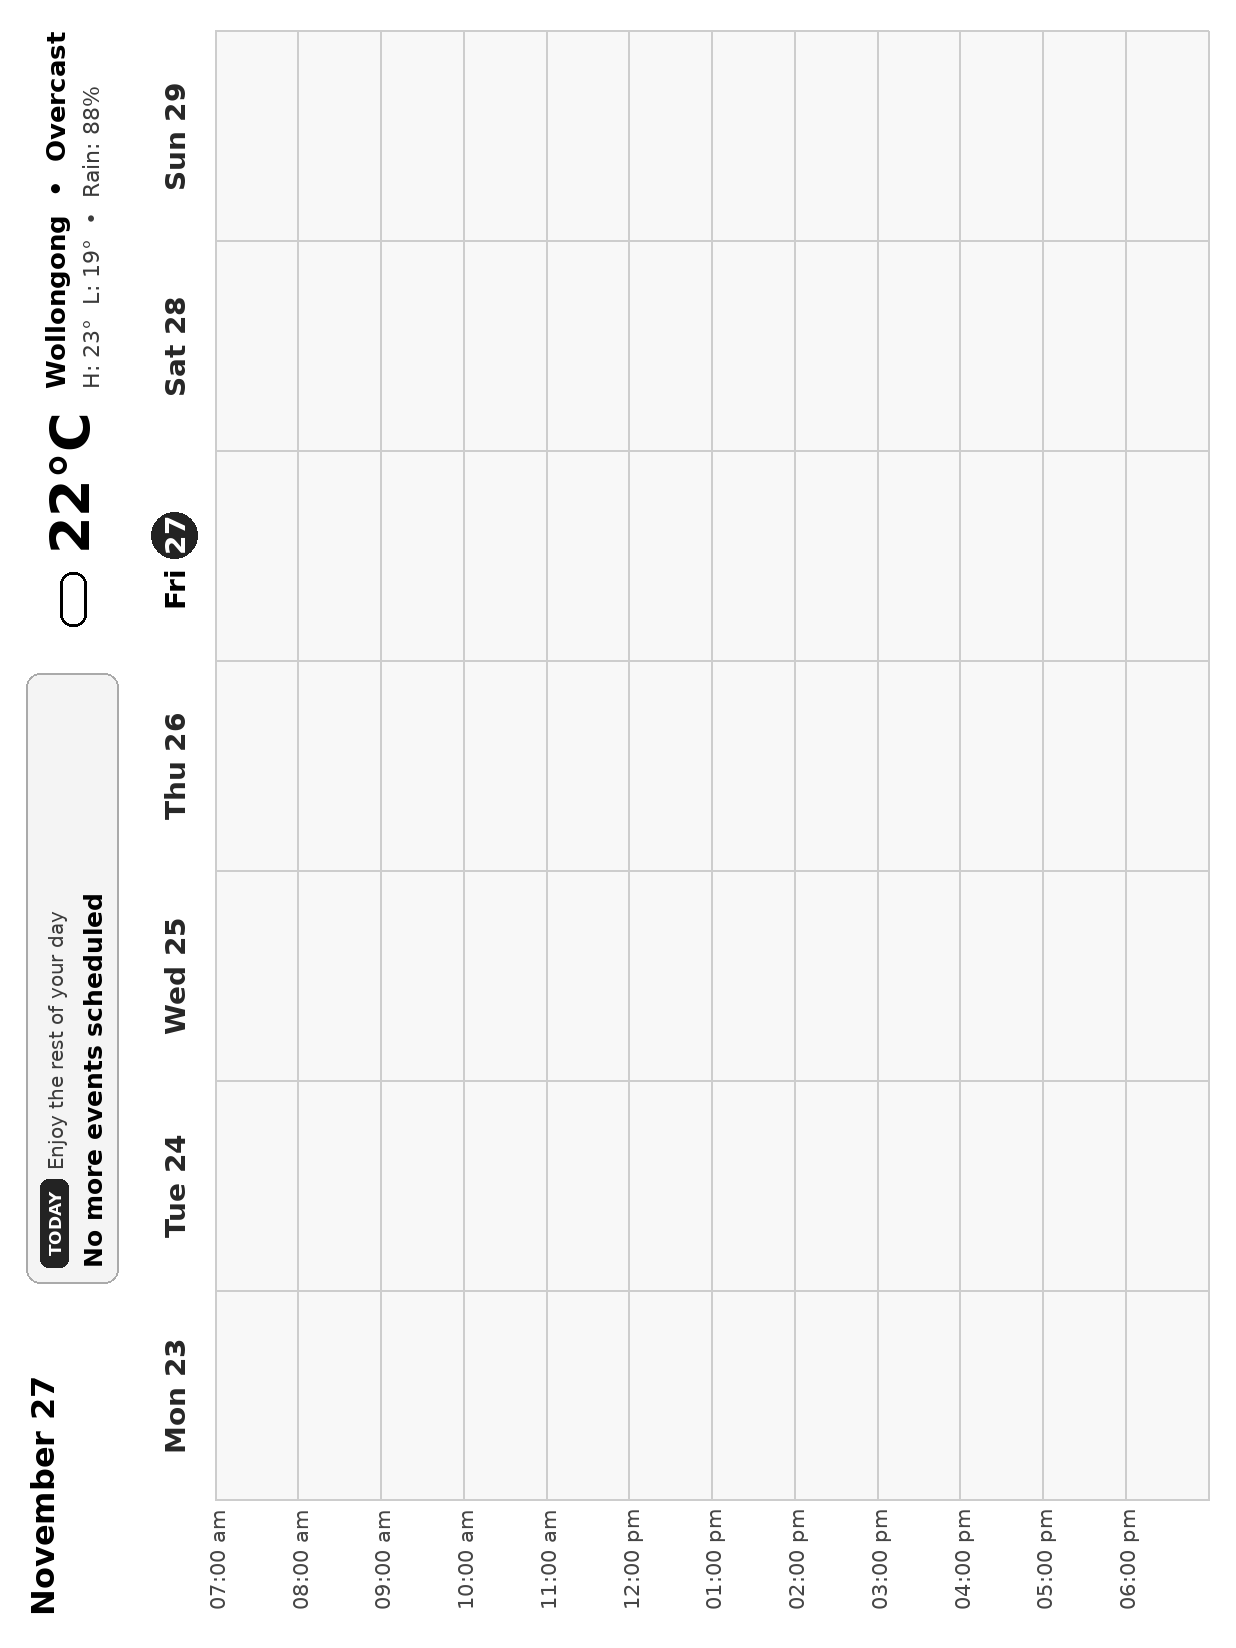 November 27
TODAY Enjoy the rest of your day
No more events scheduled
22°C
Wollongong • Overcast
H: 23° L: 19° • Rain: 88%
Mon 23 Tue 24 Wed 25 Thu 26 Fri 27 Sat 28 Sun 29
07:00 am
08:00 am
09:00 am
10:00 am
11:00 am
12:00 pm
01:00 pm
02:00 pm
03:00 pm
04:00 pm
05:00 pm
06:00 pm